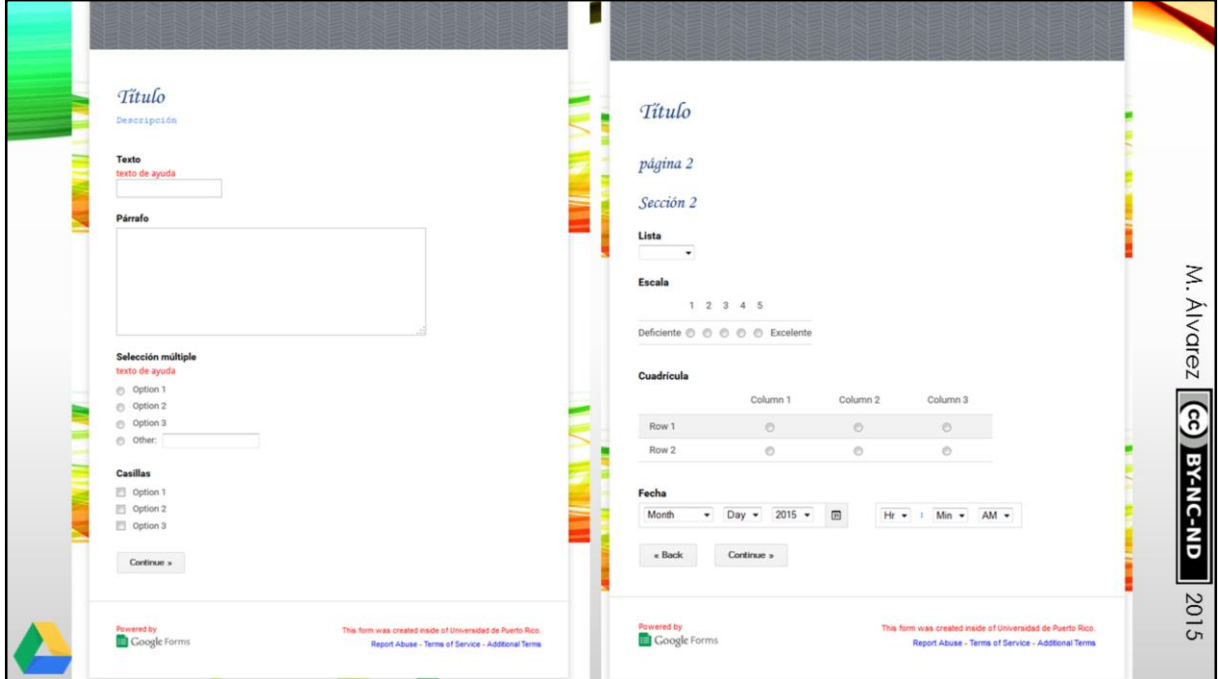 Título
Descripción
Texto
texto de ayuda
Párrafo
Selección múltiple
texto de ayuda
Option 1
Option 2
Option 3
Other:
Casillas
Option 1
Option 2
Option 3
Continue »
Powered by
Google Forms
This form was created inside of Universidad de Puerto Rico.
Report Abuse - Terms of Service - Additional Terms
Título
página 2
Sección 2
Lista
Escala
1 2 3 4 5
Deficiente Excelente
Cuadrícula
Column 1 Column 2 Column 3
Row 1
Row 2
Fecha
Month Day 2015 Hr : Min AM
« Back Continue »
Powered by
Google Forms
This form was created inside of Universidad de Puerto Rico.
Report Abuse - Terms of Service - Additional Terms
M. Álvarez cc BY-NC-ND 2015